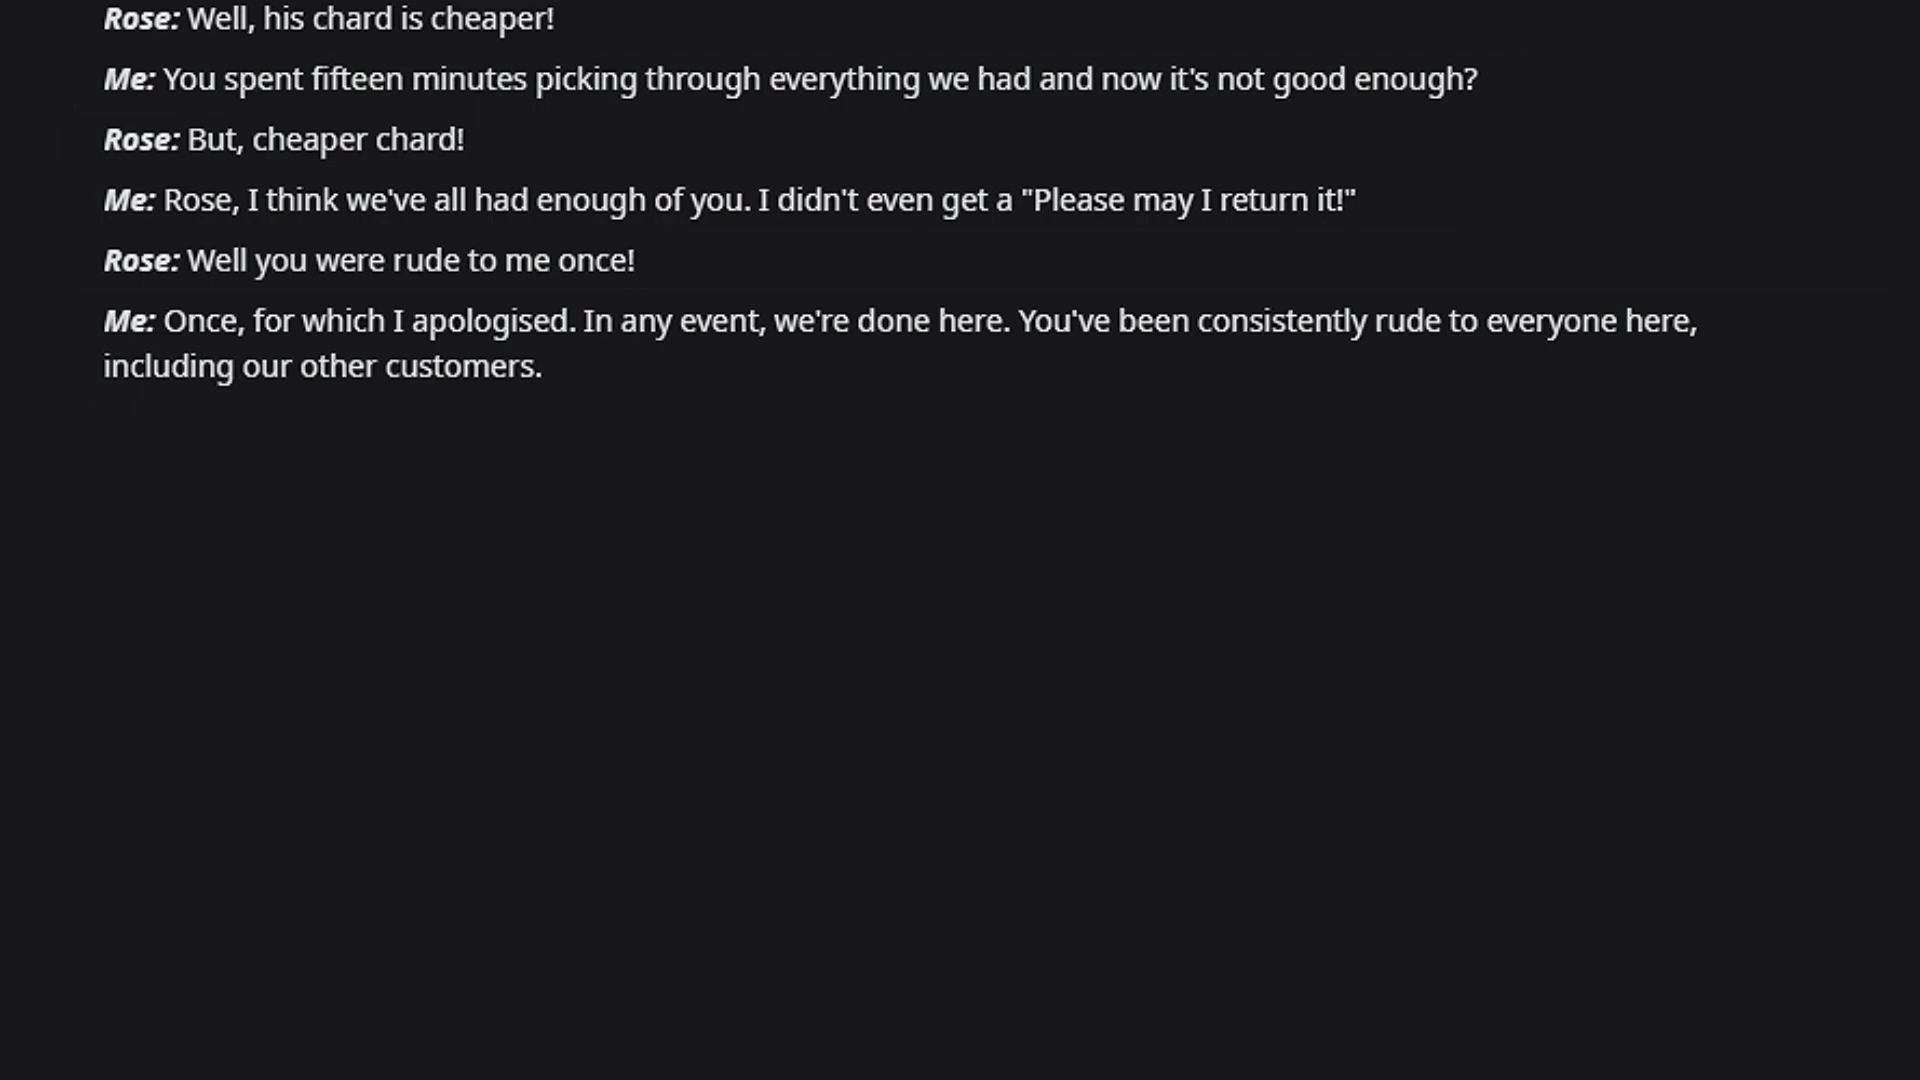 Rose: Well, his chard is cheaper!
Me: You spent fifteen minutes picking through everything we had and now it's not good enough?
Rose: But, cheaper chard!
Me: Rose, I think we've all had enough of you. I didn't even get a "Please may I return it!"
Rose: Well you were rude to me once!
Me: Once, for which I apologised. In any event, we're done here. You've been consistently rude to everyone here,
including our other customers.